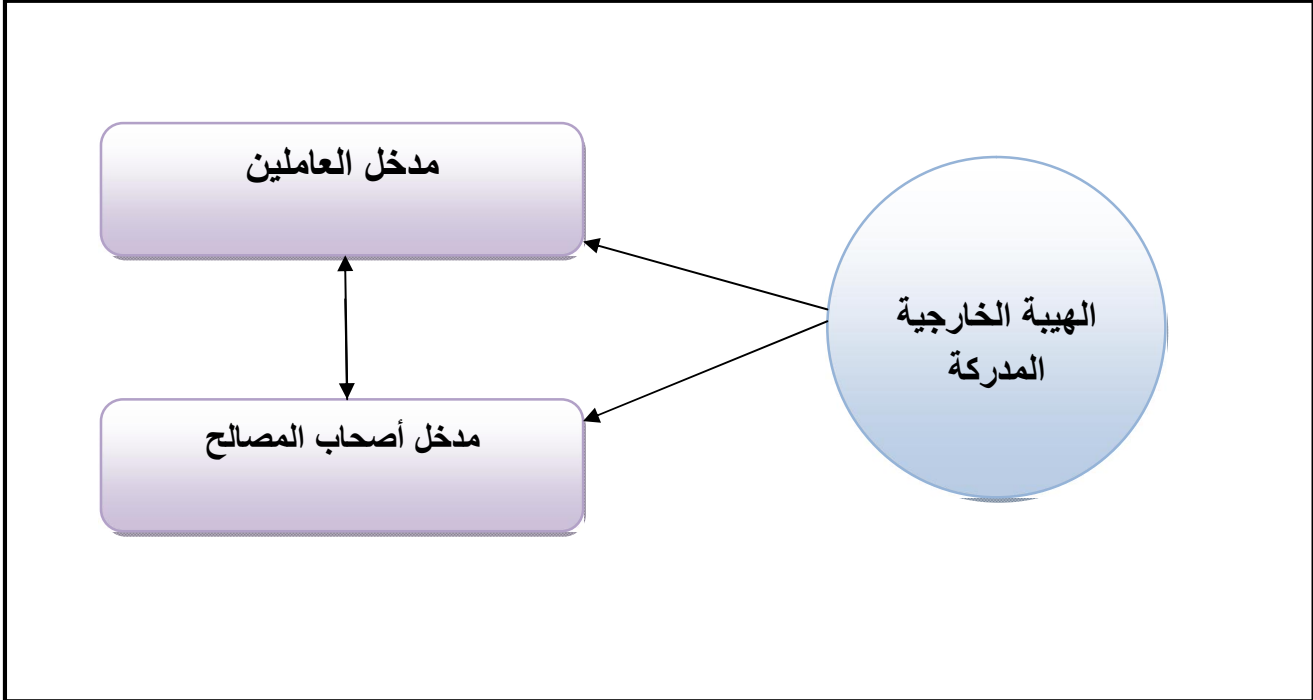 الهيبة الخارجية
المدركة
مدخل العاملين
مدخل أصحاب المصالح